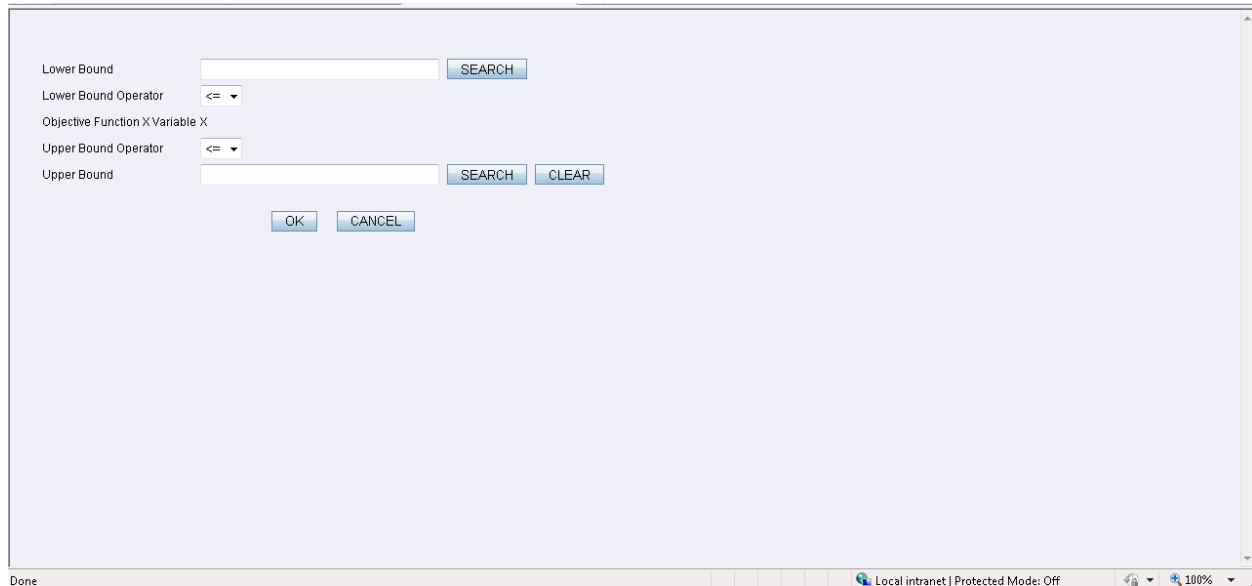 Lower Bound SEARCH
Lower Bound Operator <=
Objective Function X Variable X
Upper Bound Operator <=
Upper Bound SEARCH CLEAR
OK CANCEL
Done Local intranet | Protected Mode: Off 100%